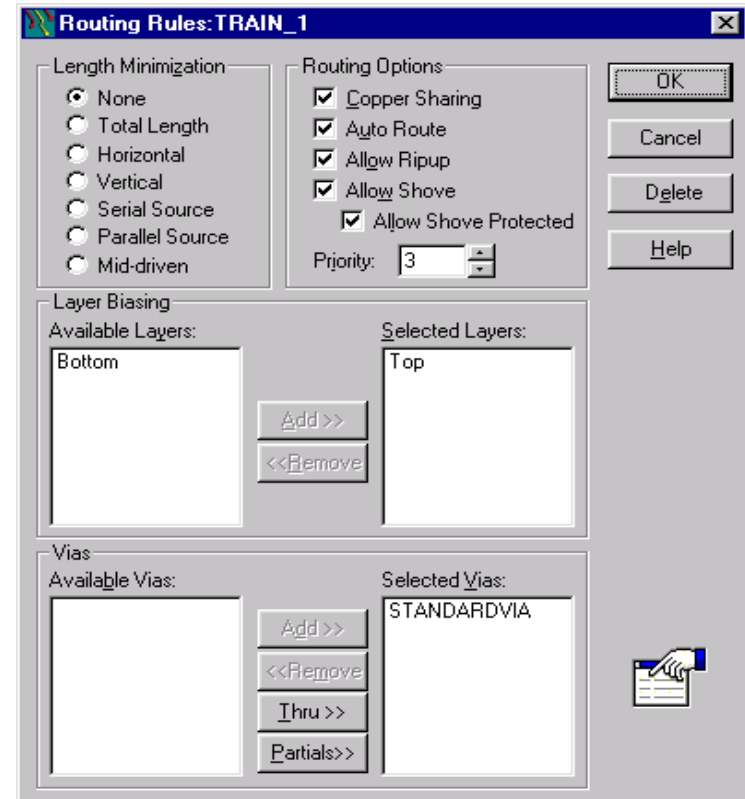 Routing Rules:TRAIN_1
Length Minimization
None
Total Length
Horizontal
Vertical
Serial Source
Parallel Source
Mid-driven
Routing Options
Copper Sharing
Auto Route
Allow Ripup
Allow Shove
Allow Shove Protected
Priority: 3
OK
Cancel
Delete
Help
Layer Biasing
Available Layers:
Bottom
Add >>
<<Remove
Selected Layers:
Top
Vias
Available Vias:
Add >>
<<Remove
Thru >>
Partials>>
Selected Vias:
STANDARDVIA